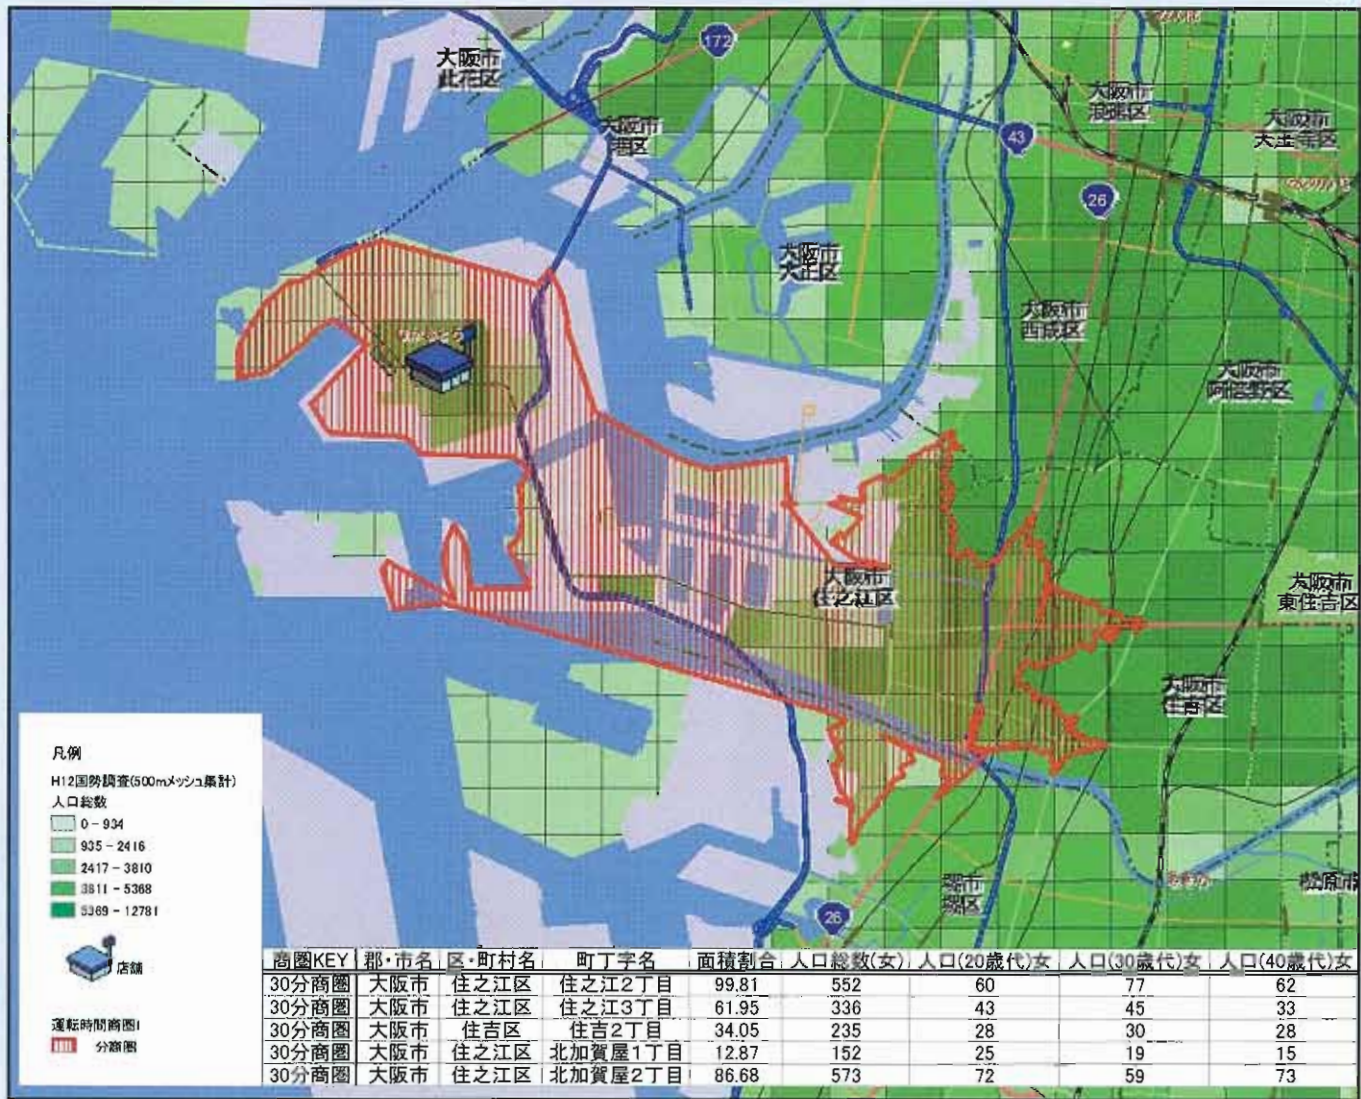 大阪市
此花区
172
大阪市
港区
43
大阪市
浪速区
大阪市
天王寺区
26
大阪市
大正区
大阪市
西成区
大阪市
阿倍野区
大阪市
住之江区
大阪市
東住吉区
大阪市
住吉区
堺市
堺区
松原市
26
凡例
H12国勢調査(500mメッシュ集計)
人口総数
0 - 934
935 - 2416
2417 - 3810
3811 - 5368
5369 - 12781
店舗
運転時間商圏1
分商圏
商圏KEY 郡・市名 区・町村名 町丁字名 面積割合 人口総数(女) 人口(20歳代)女 人口(30歳代)女 人口(40歳代)女
30分商圏 大阪市 住之江区 住之江2丁目 99.81 552 60 77 62
30分商圏 大阪市 住之江区 住之江3丁目 61.95 336 43 45 33
30分商圏 大阪市 住吉区 住吉2丁目 34.05 235 28 30 28
30分商圏 大阪市 住之江区 北加賀屋1丁目 12.87 152 25 19 15
30分商圏 大阪市 住之江区 北加賀屋2丁目 86.68 573 72 59 73